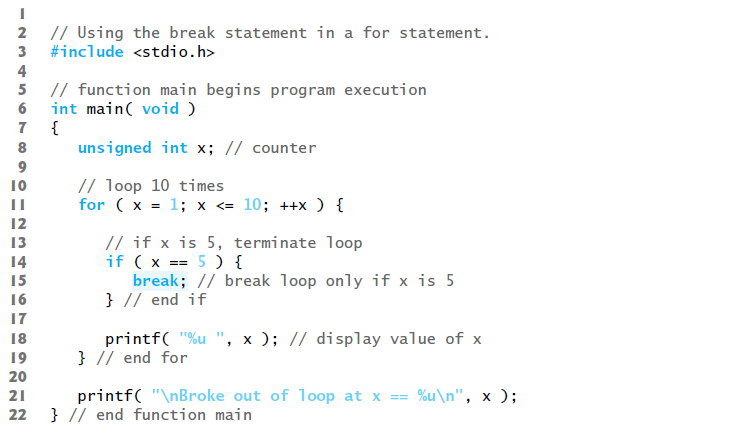 1
2 // Using the break statement in a for statement.
3 #include <stdio.h>
4
5 // function main begins program execution
6 int main( void )
7 {
8 unsigned int x; // counter
9
10 // loop 10 times
11 for ( x = 1; x <= 10; ++x ) {
12
13 // if x is 5, terminate loop
14 if ( x == 5 ) {
15 break; // break loop only if x is 5
16 } // end if
17
18 printf( "%u ", x ); // display value of x
19 } // end for
20
21 printf( "\nBroke out of loop at x == %u\n", x );
22 } // end function main